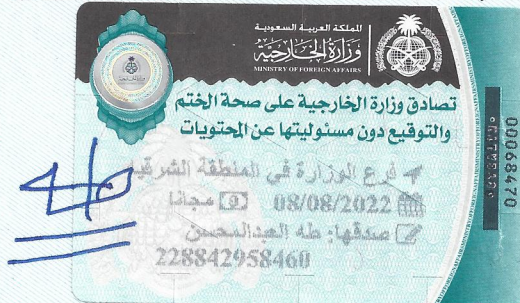 المملكة العربية السعودية
وزارة الخارجية
MINISTRY OF FOREIGN AFFAIRS
تصادق وزارة الخارجية على صحة الختم
والتوقيع دون مسئوليتها عن المحتويات
فرع الوزارة في المنطقة الشرقية
08/08/2022 مجانا
صدقها: طه العبدالمحسن
228842958460
00068470